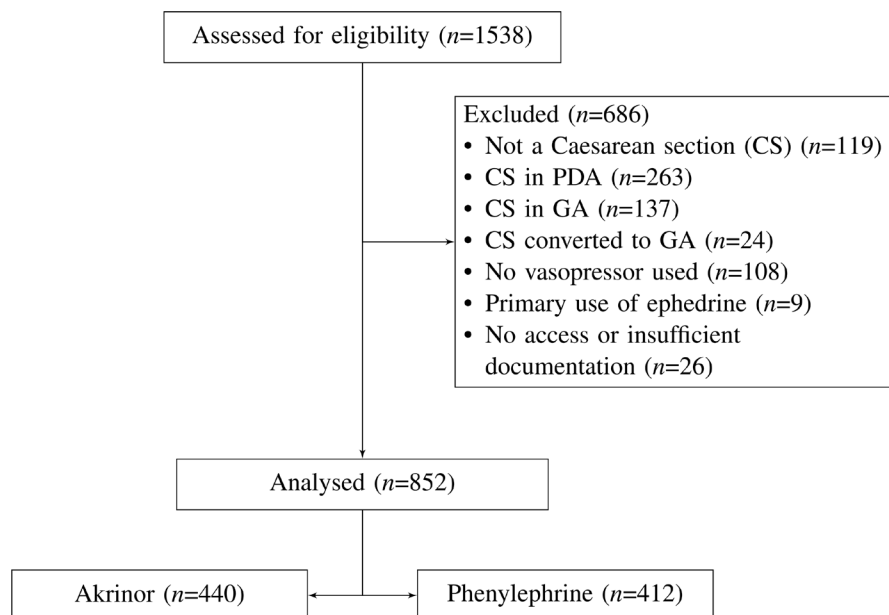 Assessed for eligibility (n=1538)
Excluded (n=686)
• Not a Caesarean section (CS) (n=119)
• CS in PDA (n=263)
• CS in GA (n=137)
• CS converted to GA (n=24)
• No vasopressor used (n=108)
• Primary use of ephedrine (n=9)
• No access or insufficient
documentation (n=26)
Analysed (n=852)
Akrinor (n=440)
Phenylephrine (n=412)